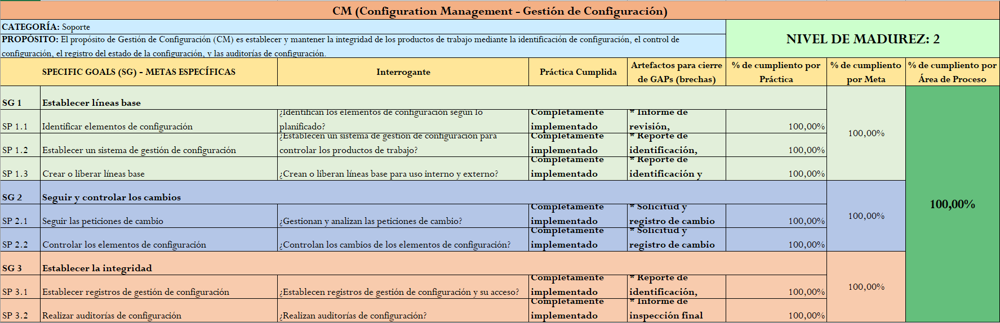 CM (Configuration Management - Gestión de Configuración)
CATEGORÍA: Soporte
PROPÓSITO: El propósito de Gestión de Configuración (CM) es establecer y mantener la integridad de los productos de trabajo mediante la identificación de configuración, el control de
configuración, el registro del estado de la configuración, y las auditorías de configuración.
NIVEL DE MADUREZ: 2
SPECIFIC GOALS (SG) - METAS ESPECÍFICAS
Interrogante
Práctica Cumplida
Artefactos para cierre
de GAPs (brechas)
% de cumpliento por
Práctica
% de cumpliento
por Meta
% de cumpliento por
Área de Proceso
SG 1 Establecer líneas base
SP 1.1 Identificar elementos de configuración
¿Identifican los elementos de configuración según lo
planificado?
Completamente
implementado
* Informe de
revisión,
100,00%
SP 1.2 Establecer un sistema de gestión de configuración
¿Establecen un sistema de gestión de configuración para
controlar los productos de trabajo?
Completamente
implementado
* Reporte de
identificación,
100,00%
100,00%
SP 1.3 Crear o liberar líneas base
¿Crean o liberan líneas base para uso interno y externo?
Completamente
implementado
* Reporte de
identificación y
100,00%
SG 2 Seguir y controlar los cambios
100,00%
SP 2.1 Seguir las peticiones de cambio
¿Gestionan y analizan las peticiones de cambio?
Completamente
implementado
* Solicitud y
registro de cambio
100,00%
100,00%
SP 2.2 Controlar los elementos de configuración
¿Controlan los cambios de los elementos de configuración?
Completamente
implementado
* Solicitud y
registro de cambio
100,00%
SG 3 Establecer la integridad
SP 3.1 Establecer registros de gestión de configuración
¿Establecen registros de gestión de configuración y su acceso?
Completamente
implementado
* Reporte de
identificación,
100,00%
100,00%
SP 3.2 Realizar auditorías de configuración
¿Realizan auditorías de configuración?
Completamente
implementado
* Informe de
inspección final
100,00%